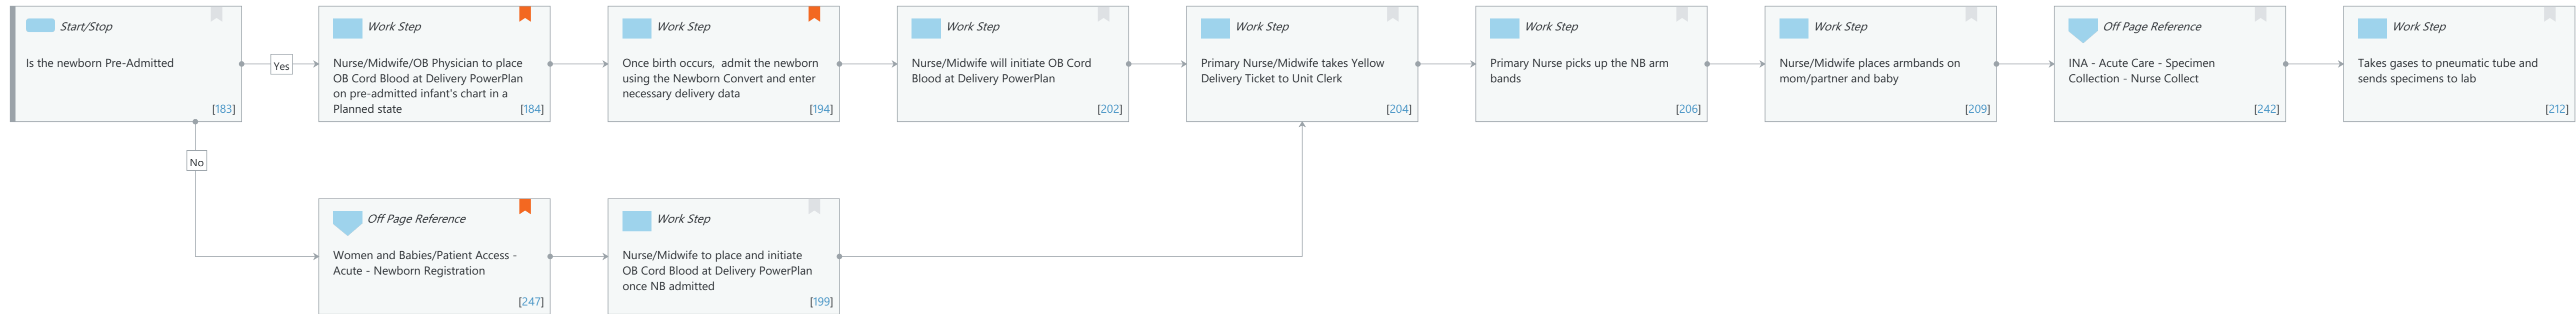 Start/Stop
Is the newborn Pre-Admitted
[183]
Yes
Work Step
Nurse/Midwife/OB Physician to place
OB Cord Blood at Delivery PowerPlan
on pre-admitted infant's chart in a
Planned state
[184]
Work Step
Once birth occurs,  admit the newborn
using the Newborn Convert and enter
necessary delivery data
[194]
Work Step
Nurse/Midwife will initiate OB Cord
Blood at Delivery PowerPlan
[202]
Work Step
Primary Nurse/Midwife takes Yellow
Delivery Ticket to Unit Clerk
[204]
Work Step
Primary Nurse picks up the NB arm
bands
[206]
Work Step
Nurse/Midwife places armbands on
mom/partner and baby
[209]
Off Page Reference
INA - Acute Care - Specimen
Collection - Nurse Collect
[242]
Work Step
Takes gases to pneumatic tube and
sends specimens to lab
[212]
No
Off Page Reference
Women and Babies/Patient Access -
Acute - Newborn Registration
[247]
Work Step
Nurse/Midwife to place and initiate
OB Cord Blood at Delivery PowerPlan
once NB admitted
[199]